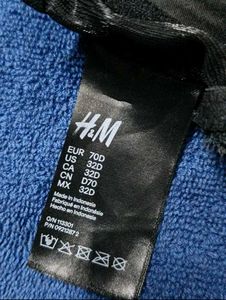 H&M
EUR 70D
US 32D
CA 32D
CN D70
MX 32D
Made in Indonesia
Fabriqué en Indonésie
Hecho en Indonesia
O/N 113301